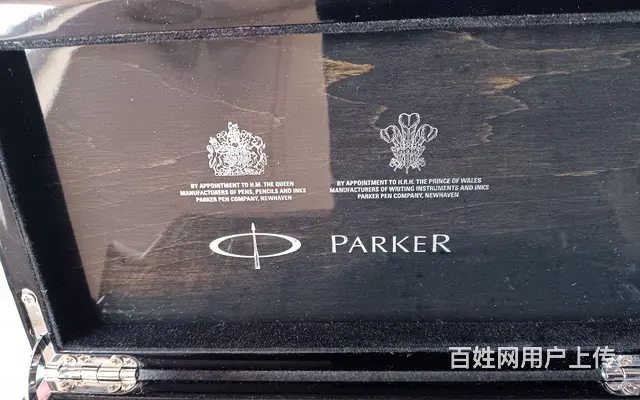 BY APPOINTMENT TO H.M. THE QUEEN
MANUFACTURERS OF PENS, PENCILS AND INKS
PARKER PEN COMPANY, NEWHAVEN
BY APPOINTMENT TO H.R.H. THE PRINCE OF WALES
MANUFACTURERS OF WRITING INSTRUMENTS AND INKS
PARKER PEN COMPANY, NEWHAVEN
PARKER
百姓网用户上传